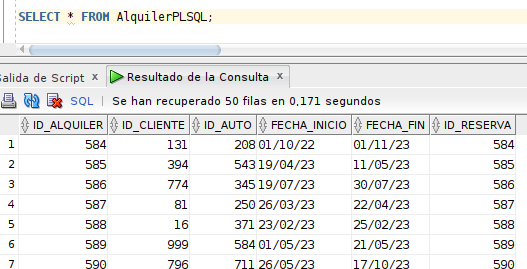 SELECT * FROM AlquilerPLSQL;
Salida de Script x Resultado de la Consulta x
SQL | Se han recuperado 50 filas en 0,171 segundos
ID_ALQUILER ID_CLIENTE ID_AUTO FECHA_INICIO FECHA_FIN ID_RESERVA
1 584 131 208 01/10/22 01/11/23 584
2 585 394 543 19/04/23 11/05/23 585
3 586 774 345 19/07/23 30/07/23 586
4 587 81 250 26/03/23 22/04/23 587
5 588 16 371 23/02/23 25/02/23 588
6 589 999 584 01/05/23 21/05/23 589
7 590 796 711 26/05/23 17/10/23 590